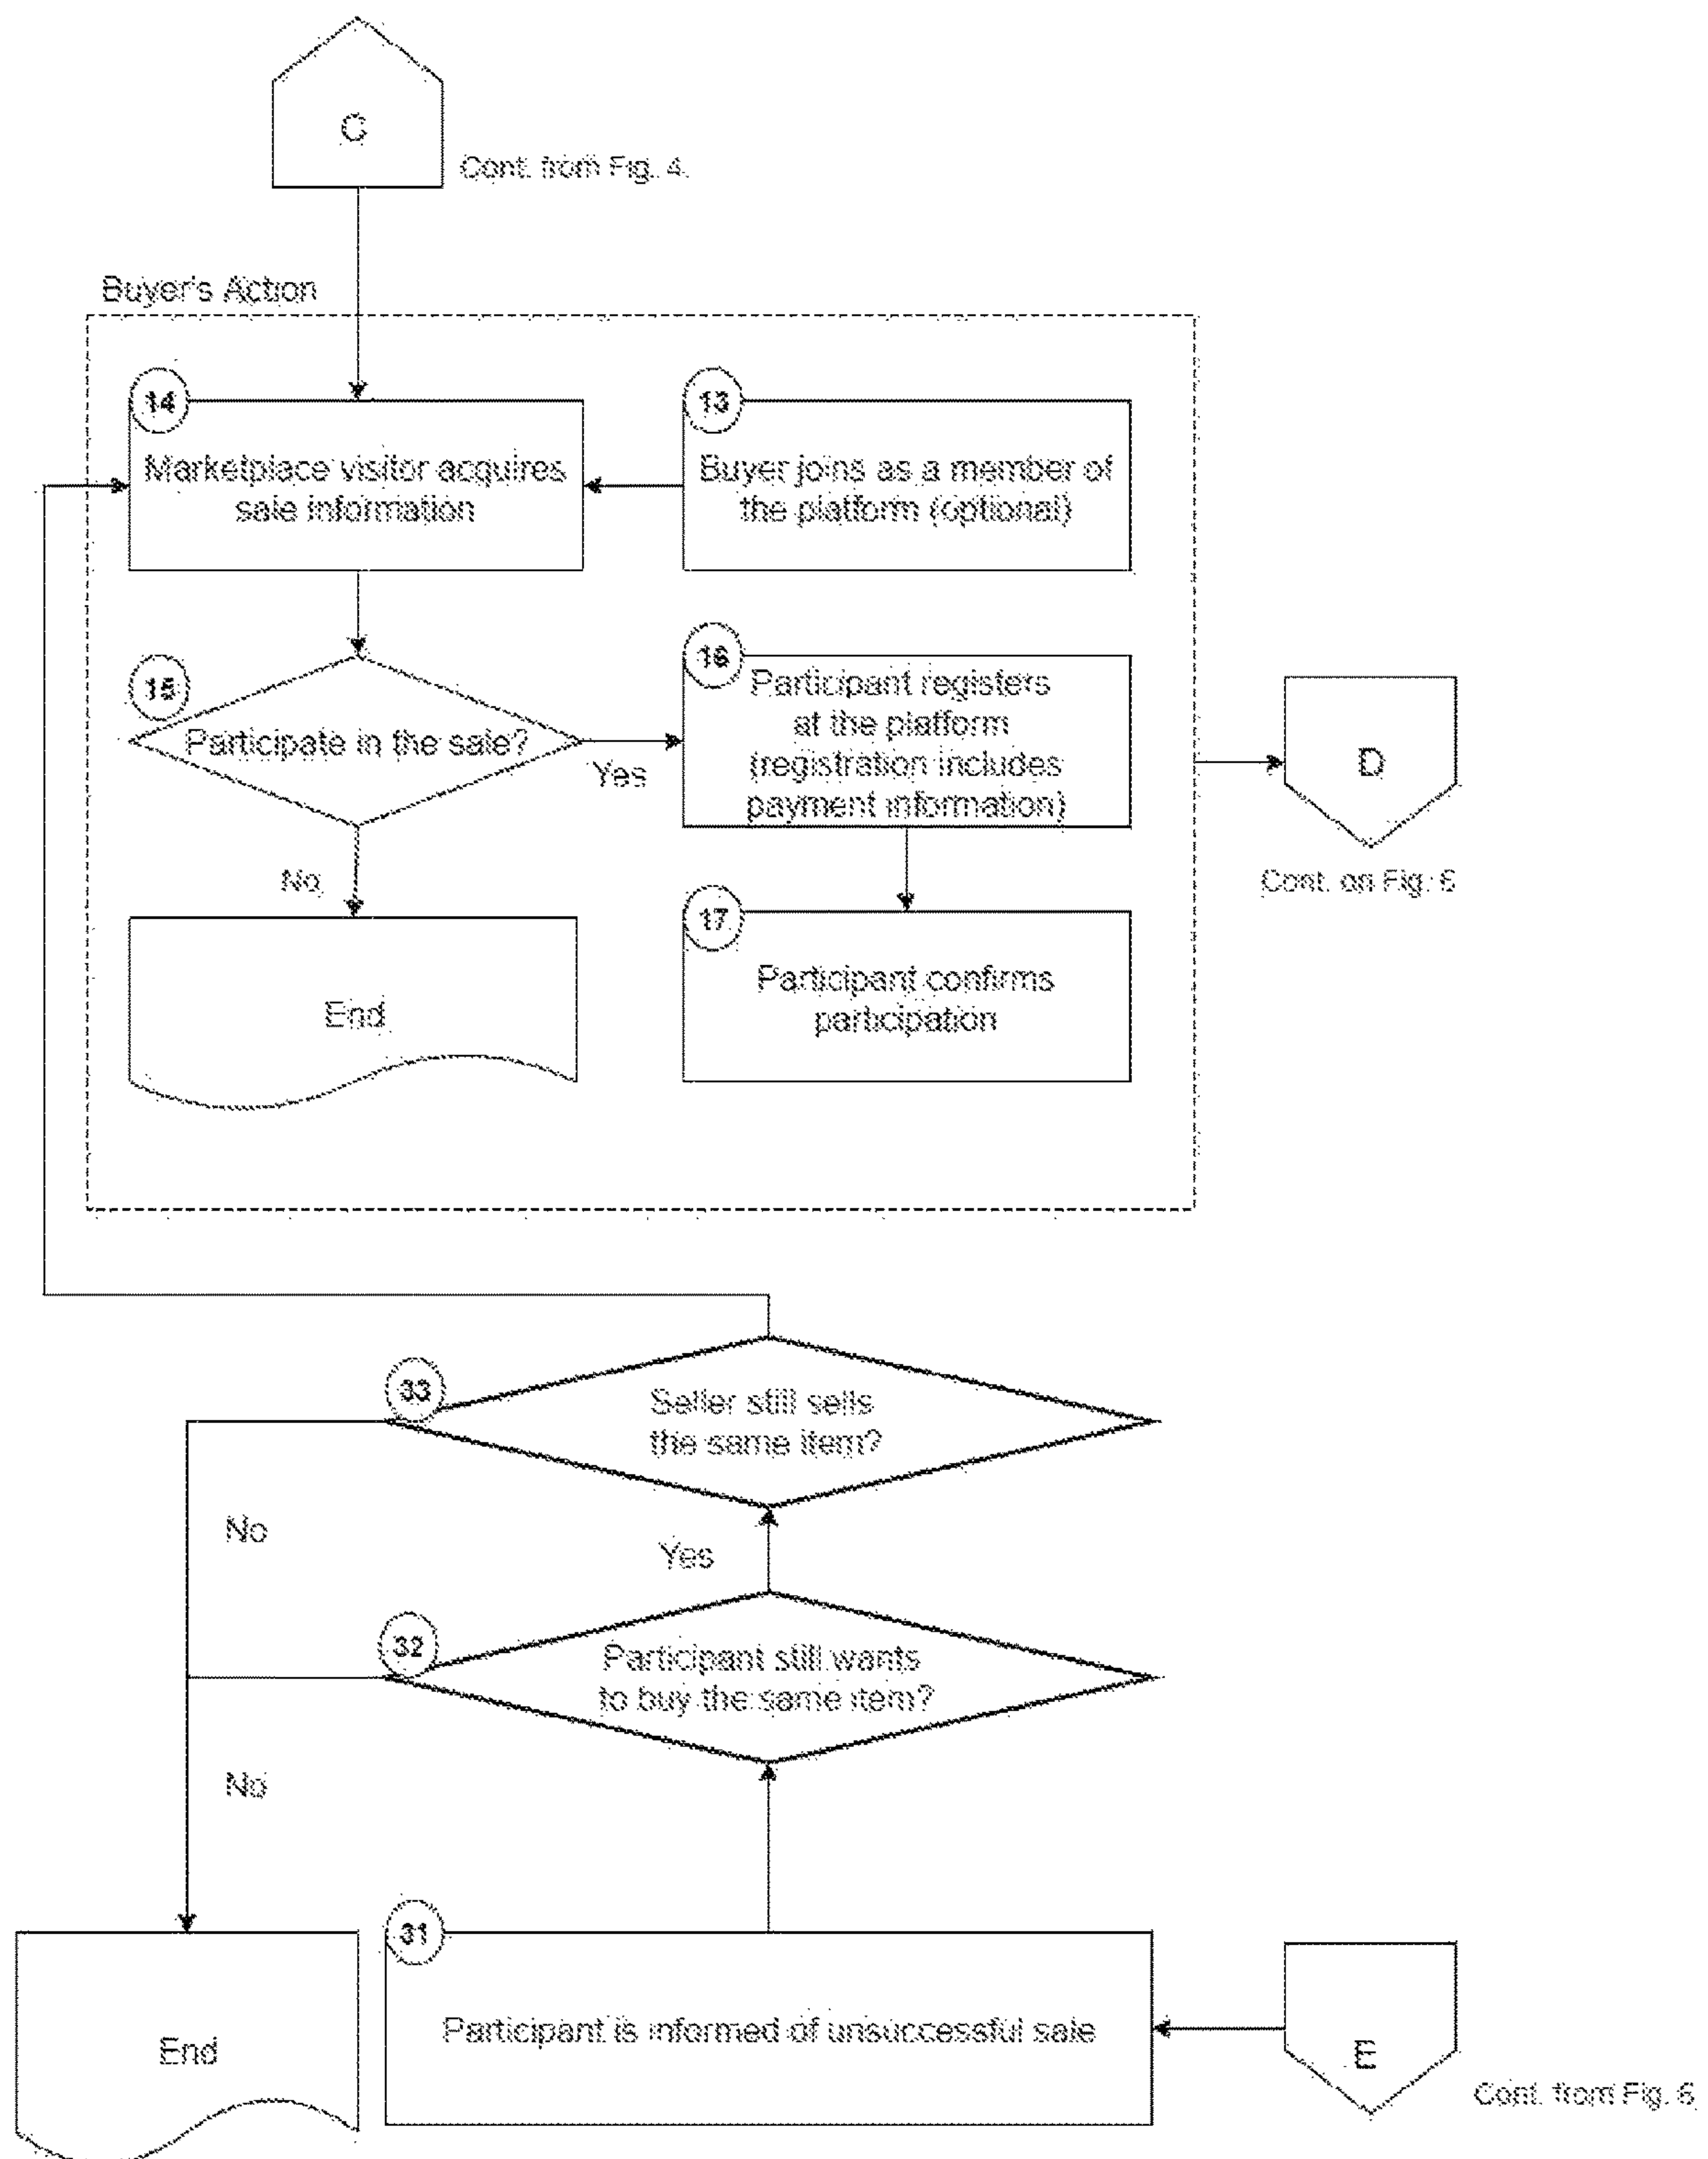 C
Cont. from Fig. 4.
Buyer's Action
14
Marketplace visitor acquires
sale information
13
Buyer joins as a member of
the platform (optional)
15
Participate in the sale?
Yes
16
Participant registers
at the platform
(registration includes
payment information)
D
Cont. on Fig. 6
No
End
17
Participant confirms
participation
33
Seller still sells
the same item?
No
Yes
32
Participant still wants
to buy the same item?
No
31
Participant is informed of unsuccessful sale
End
E
Cont. from Fig. 6